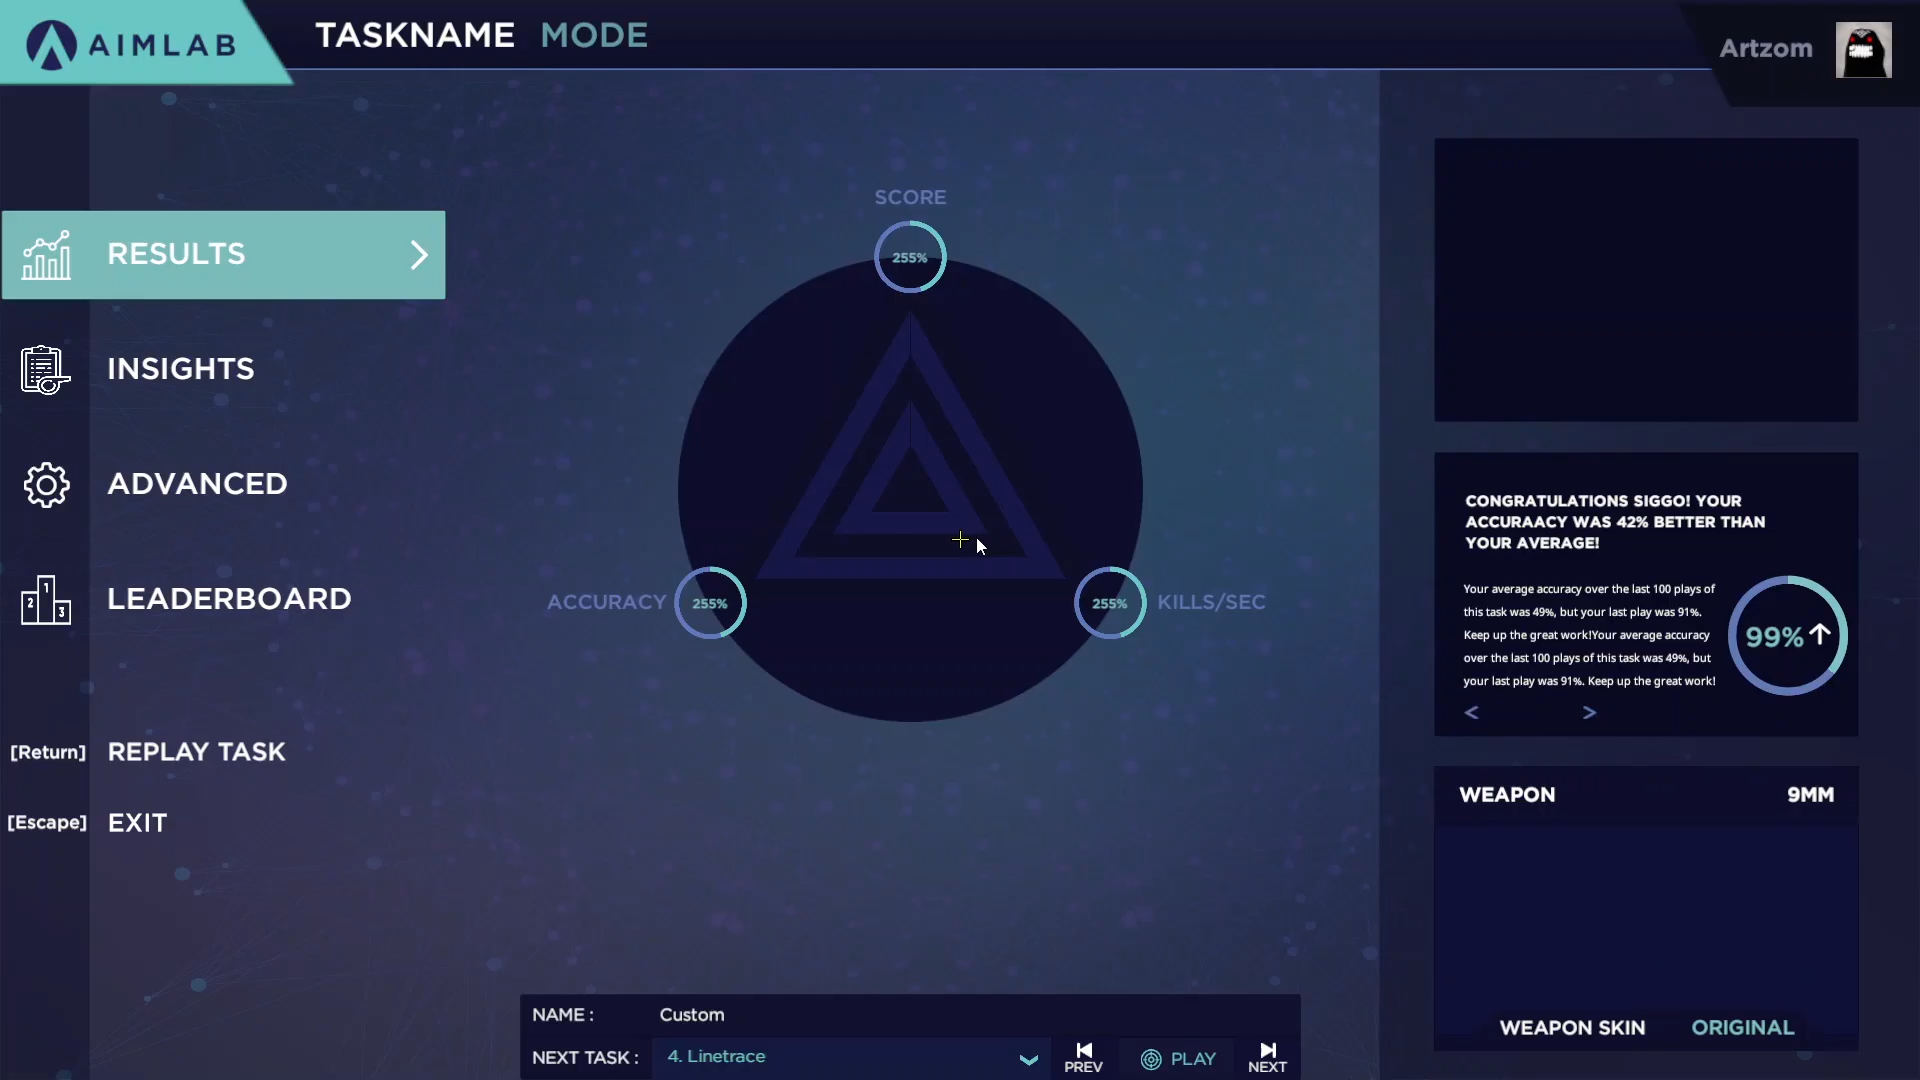 AIMLAB
TASKNAME MODE
Artzom
RESULTS
INSIGHTS
ADVANCED
LEADERBOARD
[Return] REPLAY TASK
[Escape] EXIT
SCORE
255%
ACCURACY 255%
255% KILLS/SEC
CONGRATULATIONS SIGGO! YOUR
ACCURAACY WAS 42% BETTER THAN
YOUR AVERAGE!
Your average accuracy over the last 100 plays of
this task was 49%, but your last play was 91%.
Keep up the great work!Your average accuracy
over the last 100 plays of this task was 49%, but
your last play was 91%. Keep up the great work!
99%
< >
WEAPON 9MM
WEAPON SKIN ORIGINAL
NAME : Custom
NEXT TASK : 4. Linetrace
PREV PLAY NEXT